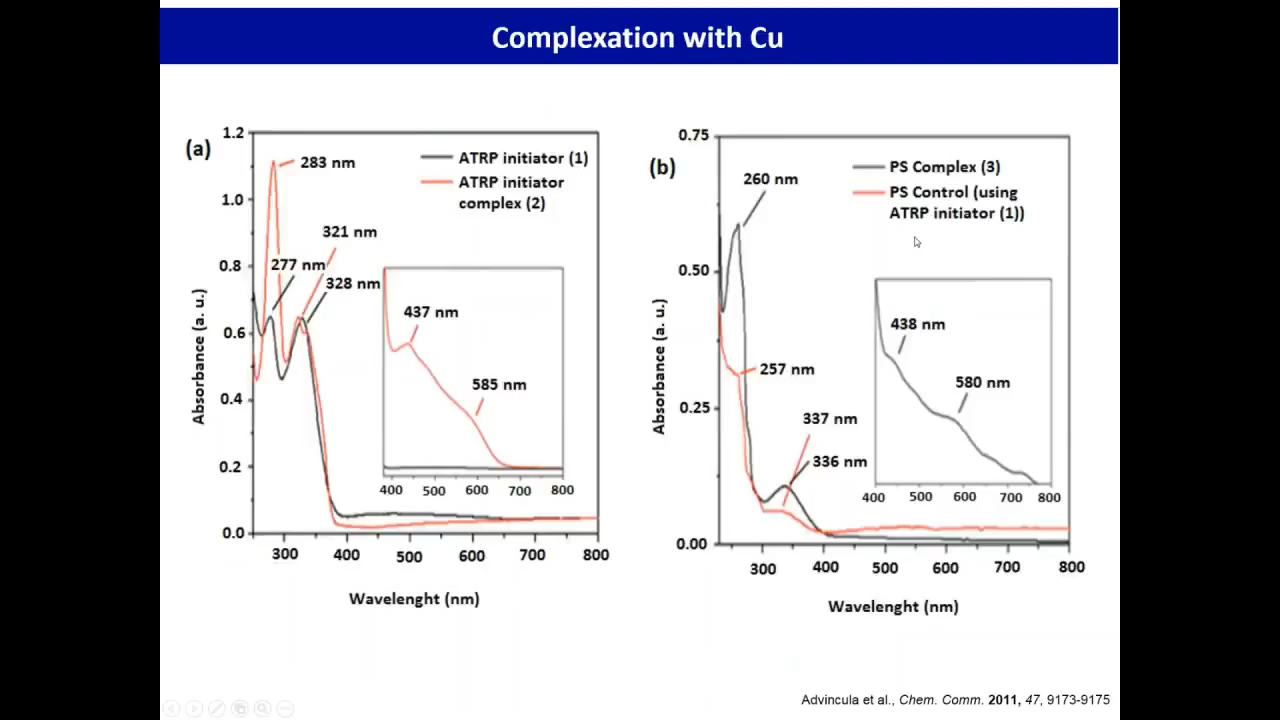 Complexation with Cu
(a)
Absorbance (a. u.)
1.2
1.0
0.8
0.6
0.4
0.2
0.0
300
400
500
600
700
800
Wavelenght (nm)
ATRP initiator (1)
ATRP initiator
complex (2)
283 nm
321 nm
277 nm
328 nm
437 nm
585 nm
400
500
600
700
800
(b)
Absorbance (a. u.)
0.75
0.50
0.25
0.00
300
400
500
600
700
800
Wavelenght (nm)
PS Complex (3)
PS Control (using
ATRP initiator (1))
260 nm
257 nm
337 nm
336 nm
438 nm
580 nm
400
500
600
700
800
Advincula et al., Chem. Comm. 2011, 47, 9173-9175